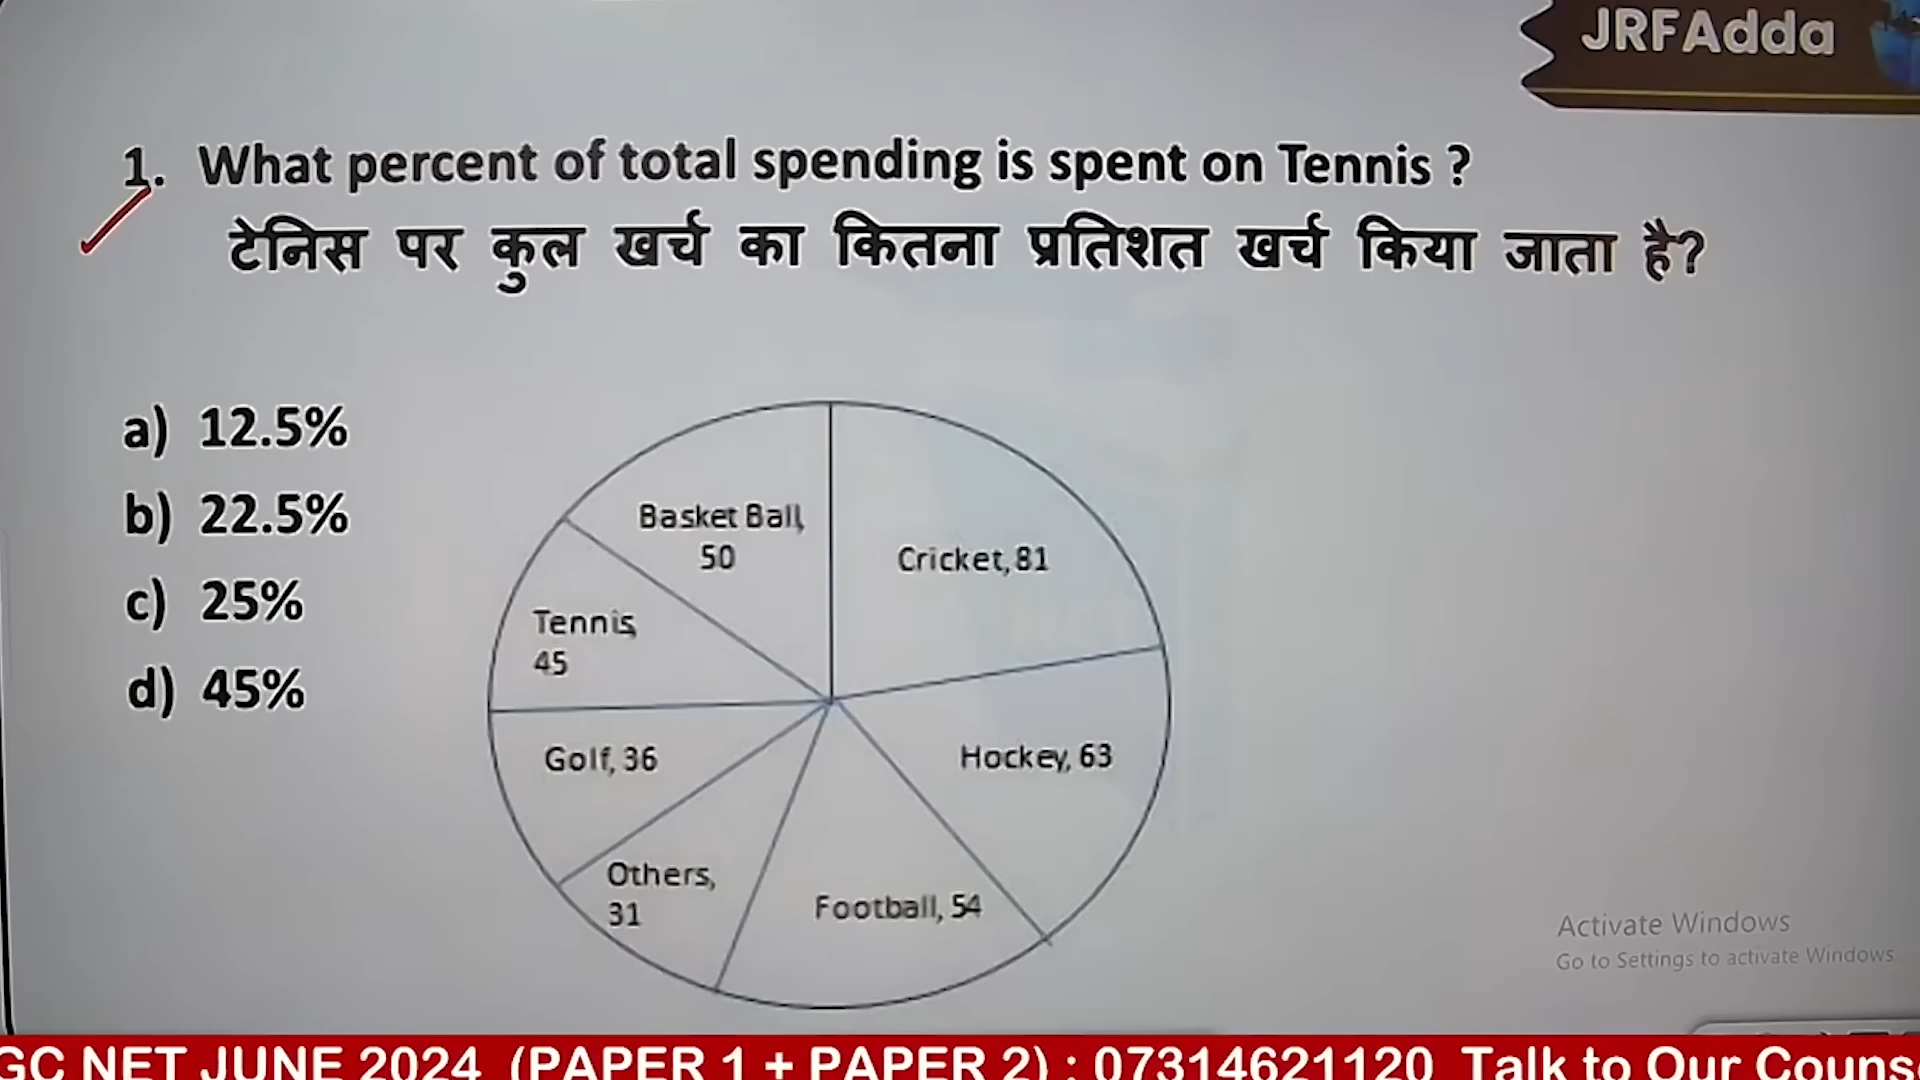 JRFAdda
1. What percent of total spending is spent on Tennis ?
टेनिस पर कुल खर्च का कितना प्रतिशत खर्च किया जाता है?
a) 12.5%
b) 22.5%
c) 25%
d) 45%
Basket Ball,
50
Cricket, 81
Tennis,
45
Golf, 36
Hockey, 63
Others,
31
Football, 54
Activate Windows
Go to Settings to activate Windows.
GC NET JUNE 2024 (PAPER 1 + PAPER 2) : 07314621120 Talk to Our Couns